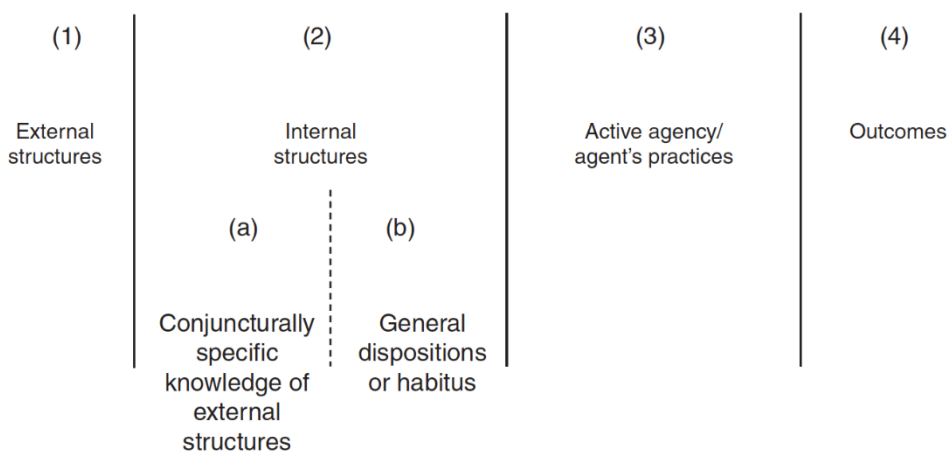 (1)
(2)
(3)
(4)
External
structures
Internal
structures
Active agency/
agent's practices
Outcomes
(a)
(b)
Conjuncturally
specific
knowledge of
external
structures
General
dispositions
or habitus